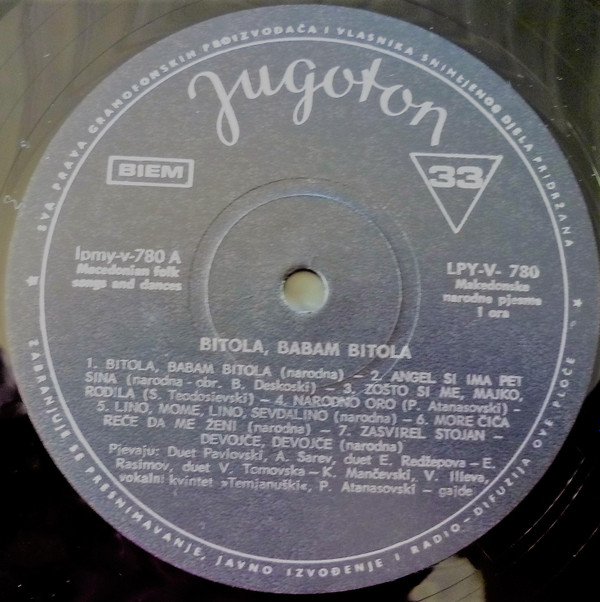 SVA PRAVA GRAMOFONSKIH PROIZVOĐAČA I VLASNIKA SNIMLJENOG DJELA PRIDRŽANA
Jugoton
BIEM
33
lpmy-v-780 A
Macedonian folk
songs and dances
LPY-V- 780
Makedonske
narodne pjesme
I ora
BITOLA, BABAM BITOLA
1. BITOLA, BABAM BITOLA (narodna) – 2. ANGEL SI IMA PET
SINA (narodna - obr. B. Deskoski) – 3. ZOŠTO SI ME, MAJKO,
RODILA (S. Teodosievski) – 4. NARODNO ORO (P. Atanasovski) -
5. LINO, MOME, LINO, SEVDALINO (narodna) – 6. MORE ČIČA
REČE DA ME ŽENI (narodna) – 7. ZASVIREL STOJAN –
DEVOJČE, DEVOJČE (narodna)
Pjevaju: Duet Pavlovski, A. Sarev, duet E. Redžepova – E.
Rasimov, duet V. Tomovska – K. Mančevski, V. Ilieva,
vokalni kvintet »Temjanuški«, P. Atanasovski – gajde
ZABRANJUJE SE PRESNIMAVANJE, JAVNO IZVOĐENJE I RADIO - DIFUZIJA OVE PLOČE